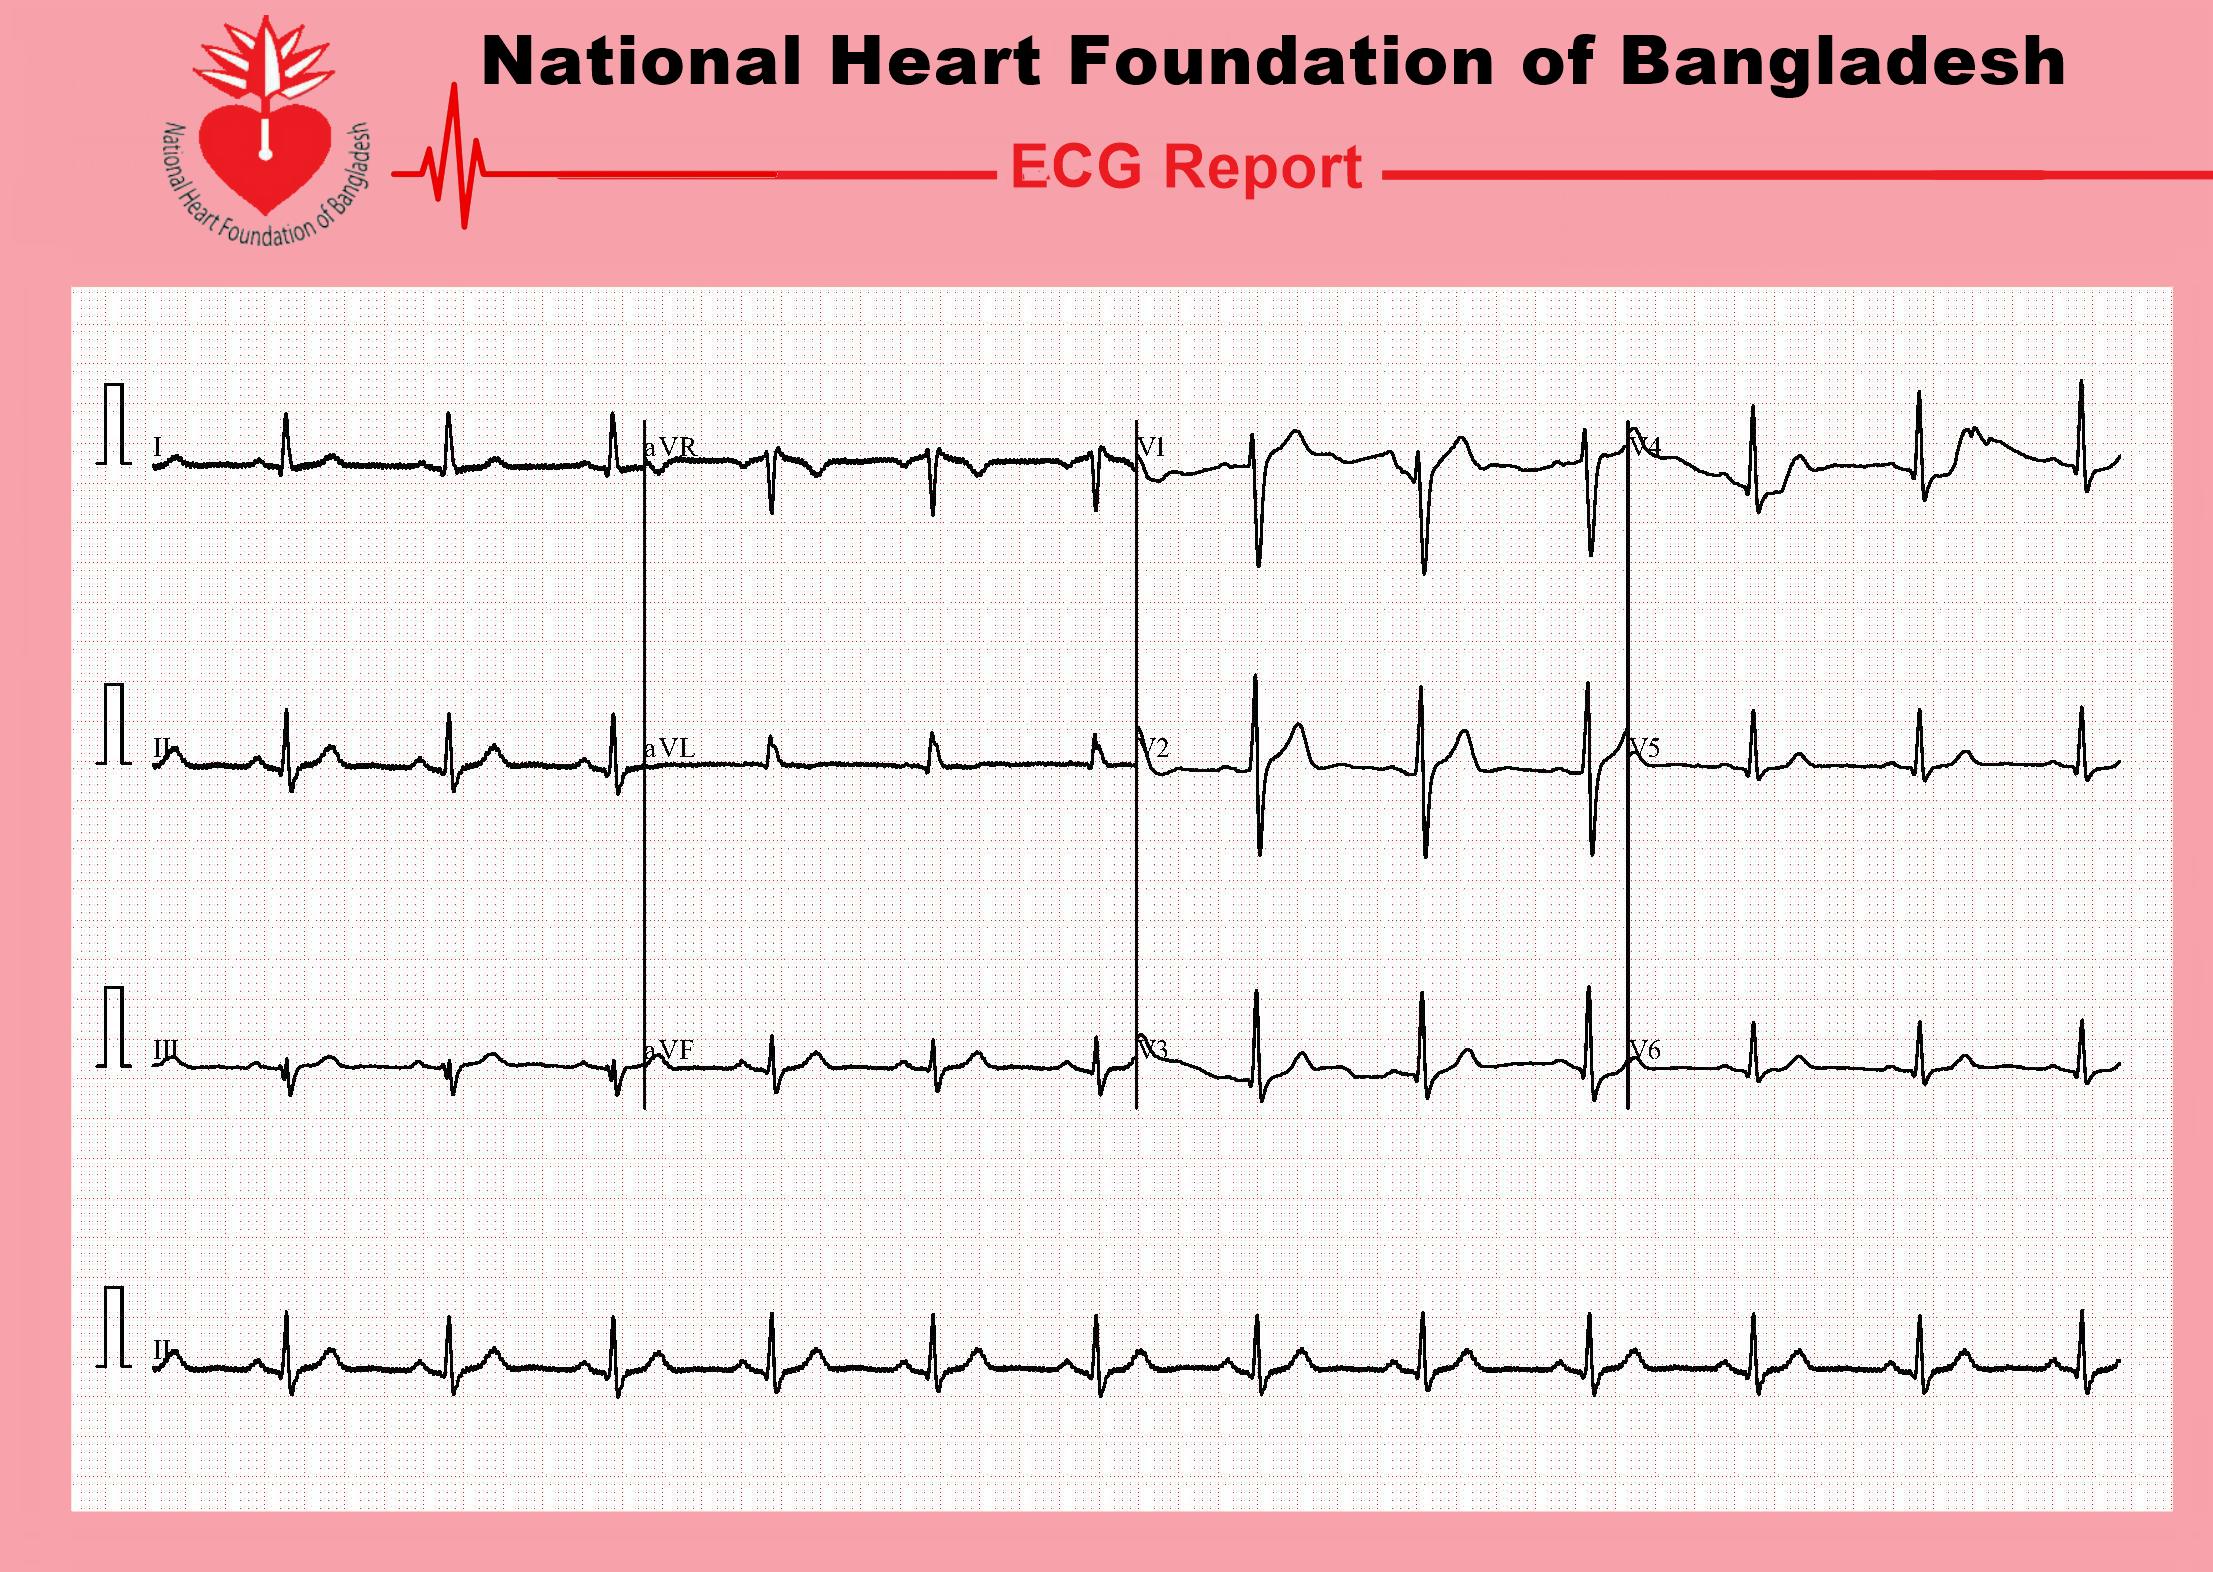 National Heart Foundation of Bangladesh
National Heart Foundation of Bangladesh
ECG Report
I
aVR
V1
V4
II
aVL
V2
V5
III
aVF
V3
V6
II